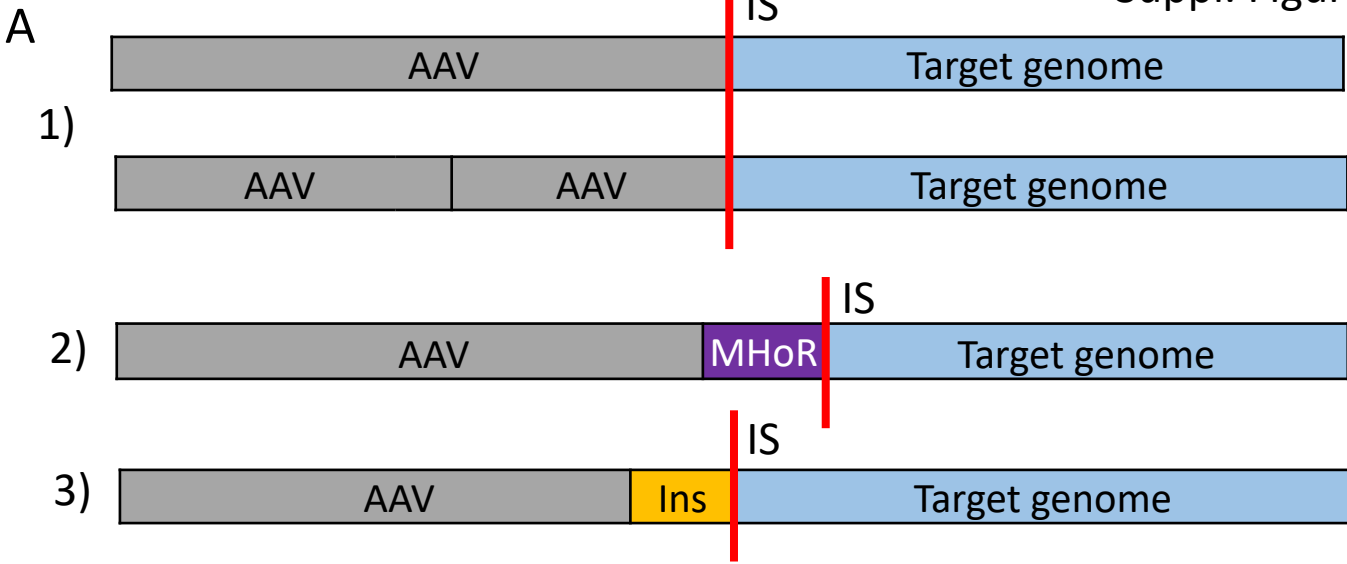 A
IS
AAV Target genome
1)
AAV AAV Target genome
IS
2) AAV MHoR Target genome
IS
3) AAV Ins Target genome